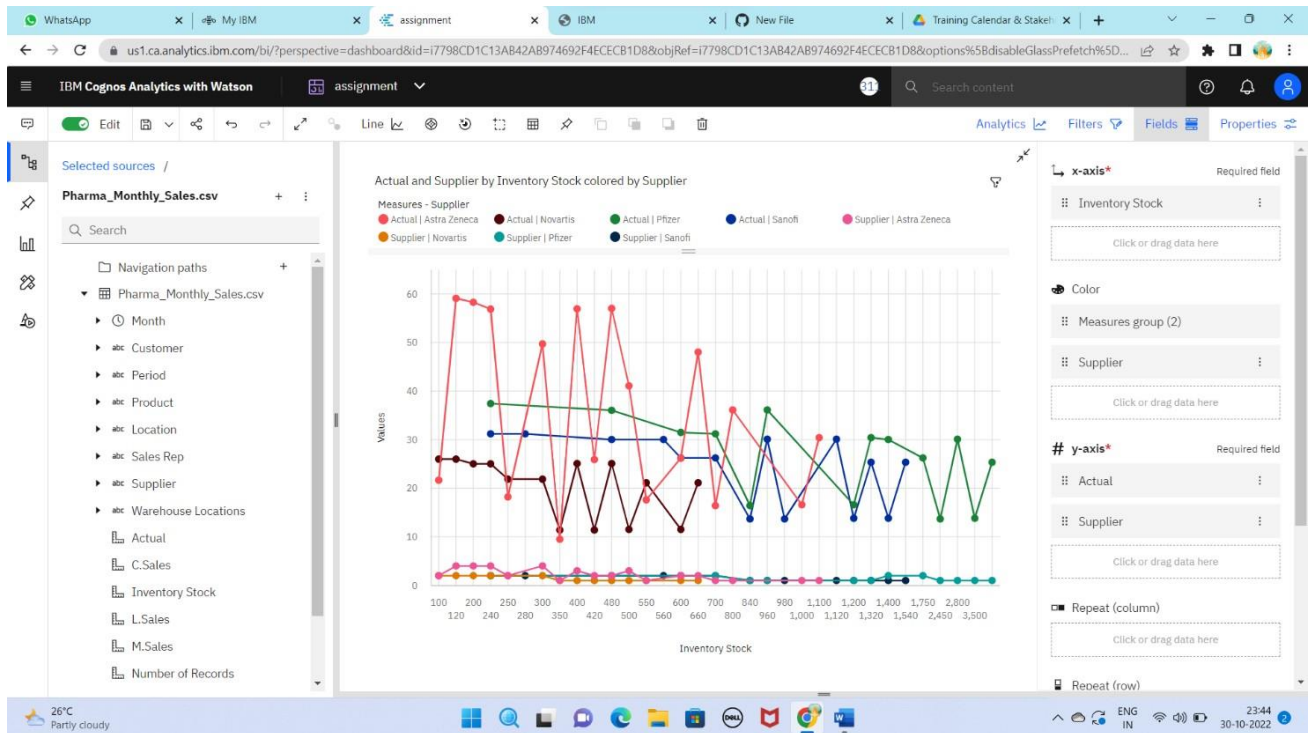 WhatsApp
My IBM
assignment
IBM
New File
Training Calendar & Stakeh
us1.ca.analytics.ibm.com/bi/?perspective=dashboard&id=i7798CD1C13AB42AB974692F4ECECB1D8&objRef=i7798CD1C13AB42AB974692F4ECECB1D8&options%5BdisableGlassPrefetch%5D...
IBM Cognos Analytics with Watson
assignment
Search content
Edit
Line
Analytics
Filters
Fields
Properties
Selected sources /
Pharma_Monthly_Sales.csv
Search
Navigation paths
Pharma_Monthly_Sales.csv
Month
abc Customer
abc Period
abc Product
abc Location
abc Sales Rep
abc Supplier
abc Warehouse Locations
Actual
C.Sales
Inventory Stock
L.Sales
M.Sales
Number of Records
Actual and Supplier by Inventory Stock colored by Supplier
Measures - Supplier
Actual | Astra Zeneca Actual | Novartis Actual | Pfizer Actual | Sanofi Supplier | Astra Zeneca
Supplier | Novartis Supplier | Pfizer Supplier | Sanofi
60
50
40
30
20
10
0
Values
100 200 250 300 400 480 550 600 700 840 980 1,100 1,200 1,400 1,750 2,800
120 240 280 350 420 500 560 660 800 960 1,000 1,120 1,320 1,540 2,450 3,500
Inventory Stock
x-axis* Required field
Inventory Stock
Click or drag data here
Color
Measures group (2)
Supplier
Click or drag data here
# y-axis* Required field
Actual
Supplier
Click or drag data here
Repeat (column)
Click or drag data here
Repeat (row)
26°C
Partly cloudy
DELL
ENG
IN
23:44
30-10-2022
2